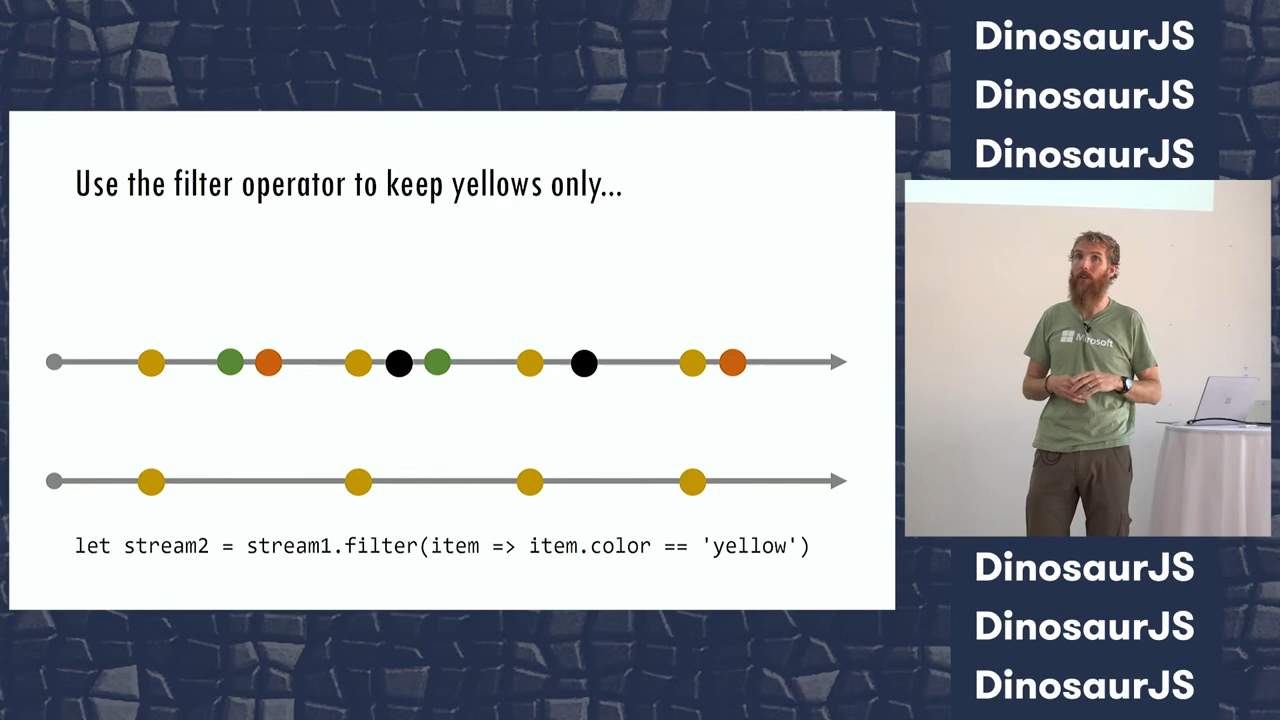 DinosaurJS
DinosaurJS
DinosaurJS
Use the filter operator to keep yellows only...
Microsoft
let stream2 = stream1.filter(item => item.color == 'yellow')
DinosaurJS
DinosaurJS
DinosaurJS